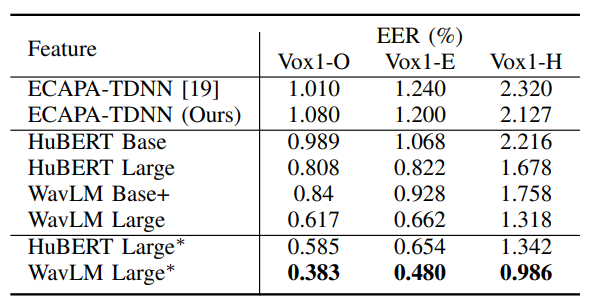 Feature EER (%)
Vox1-O Vox1-E Vox1-H
ECAPA-TDNN [19] 1.010 1.240 2.320
ECAPA-TDNN (Ours) 1.080 1.200 2.127
HuBERT Base 0.989 1.068 2.216
HuBERT Large 0.808 0.822 1.678
WavLM Base+ 0.84 0.928 1.758
WavLM Large 0.617 0.662 1.318
HuBERT Large* 0.585 0.654 1.342
WavLM Large* 0.383 0.480 0.986